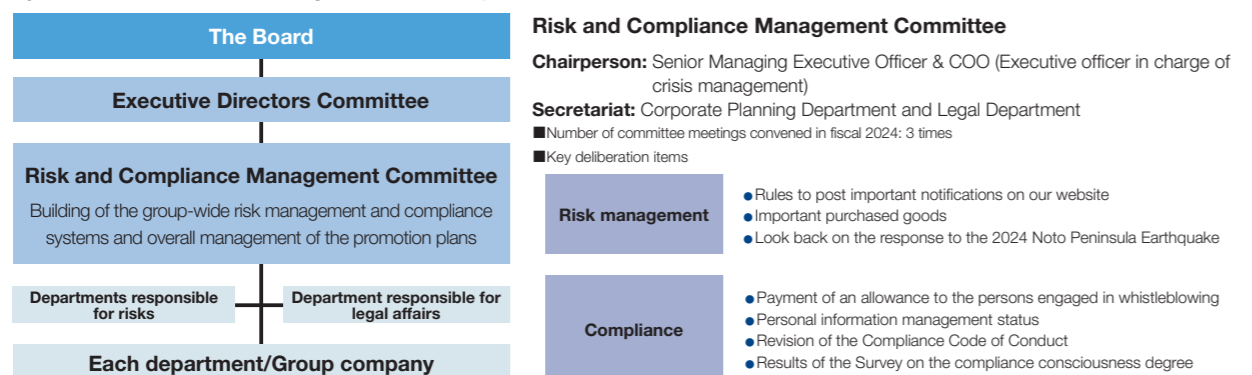 The Board
Executive Directors Committee
Risk and Compliance Management Committee
Building of the group-wide risk management and compliance
systems and overall management of the promotion plans
Departments responsible
for risks
Department responsible for
legal affairs
Each department/Group company
Risk and Compliance Management Committee
Chairperson: Senior Managing Executive Officer & COO (Executive officer in charge of
crisis management)
Secretariat: Corporate Planning Department and Legal Department
■Number of committee meetings convened in fiscal 2024: 3 times
■Key deliberation items
Risk management
●Rules to post important notifications on our website
●Important purchased goods
●Look back on the response to the 2024 Noto Peninsula Earthquake
Compliance
●Payment of an allowance to the persons engaged in whistleblowing
●Personal information management status
●Revision of the Compliance Code of Conduct
●Results of the Survey on the compliance consciousness degree